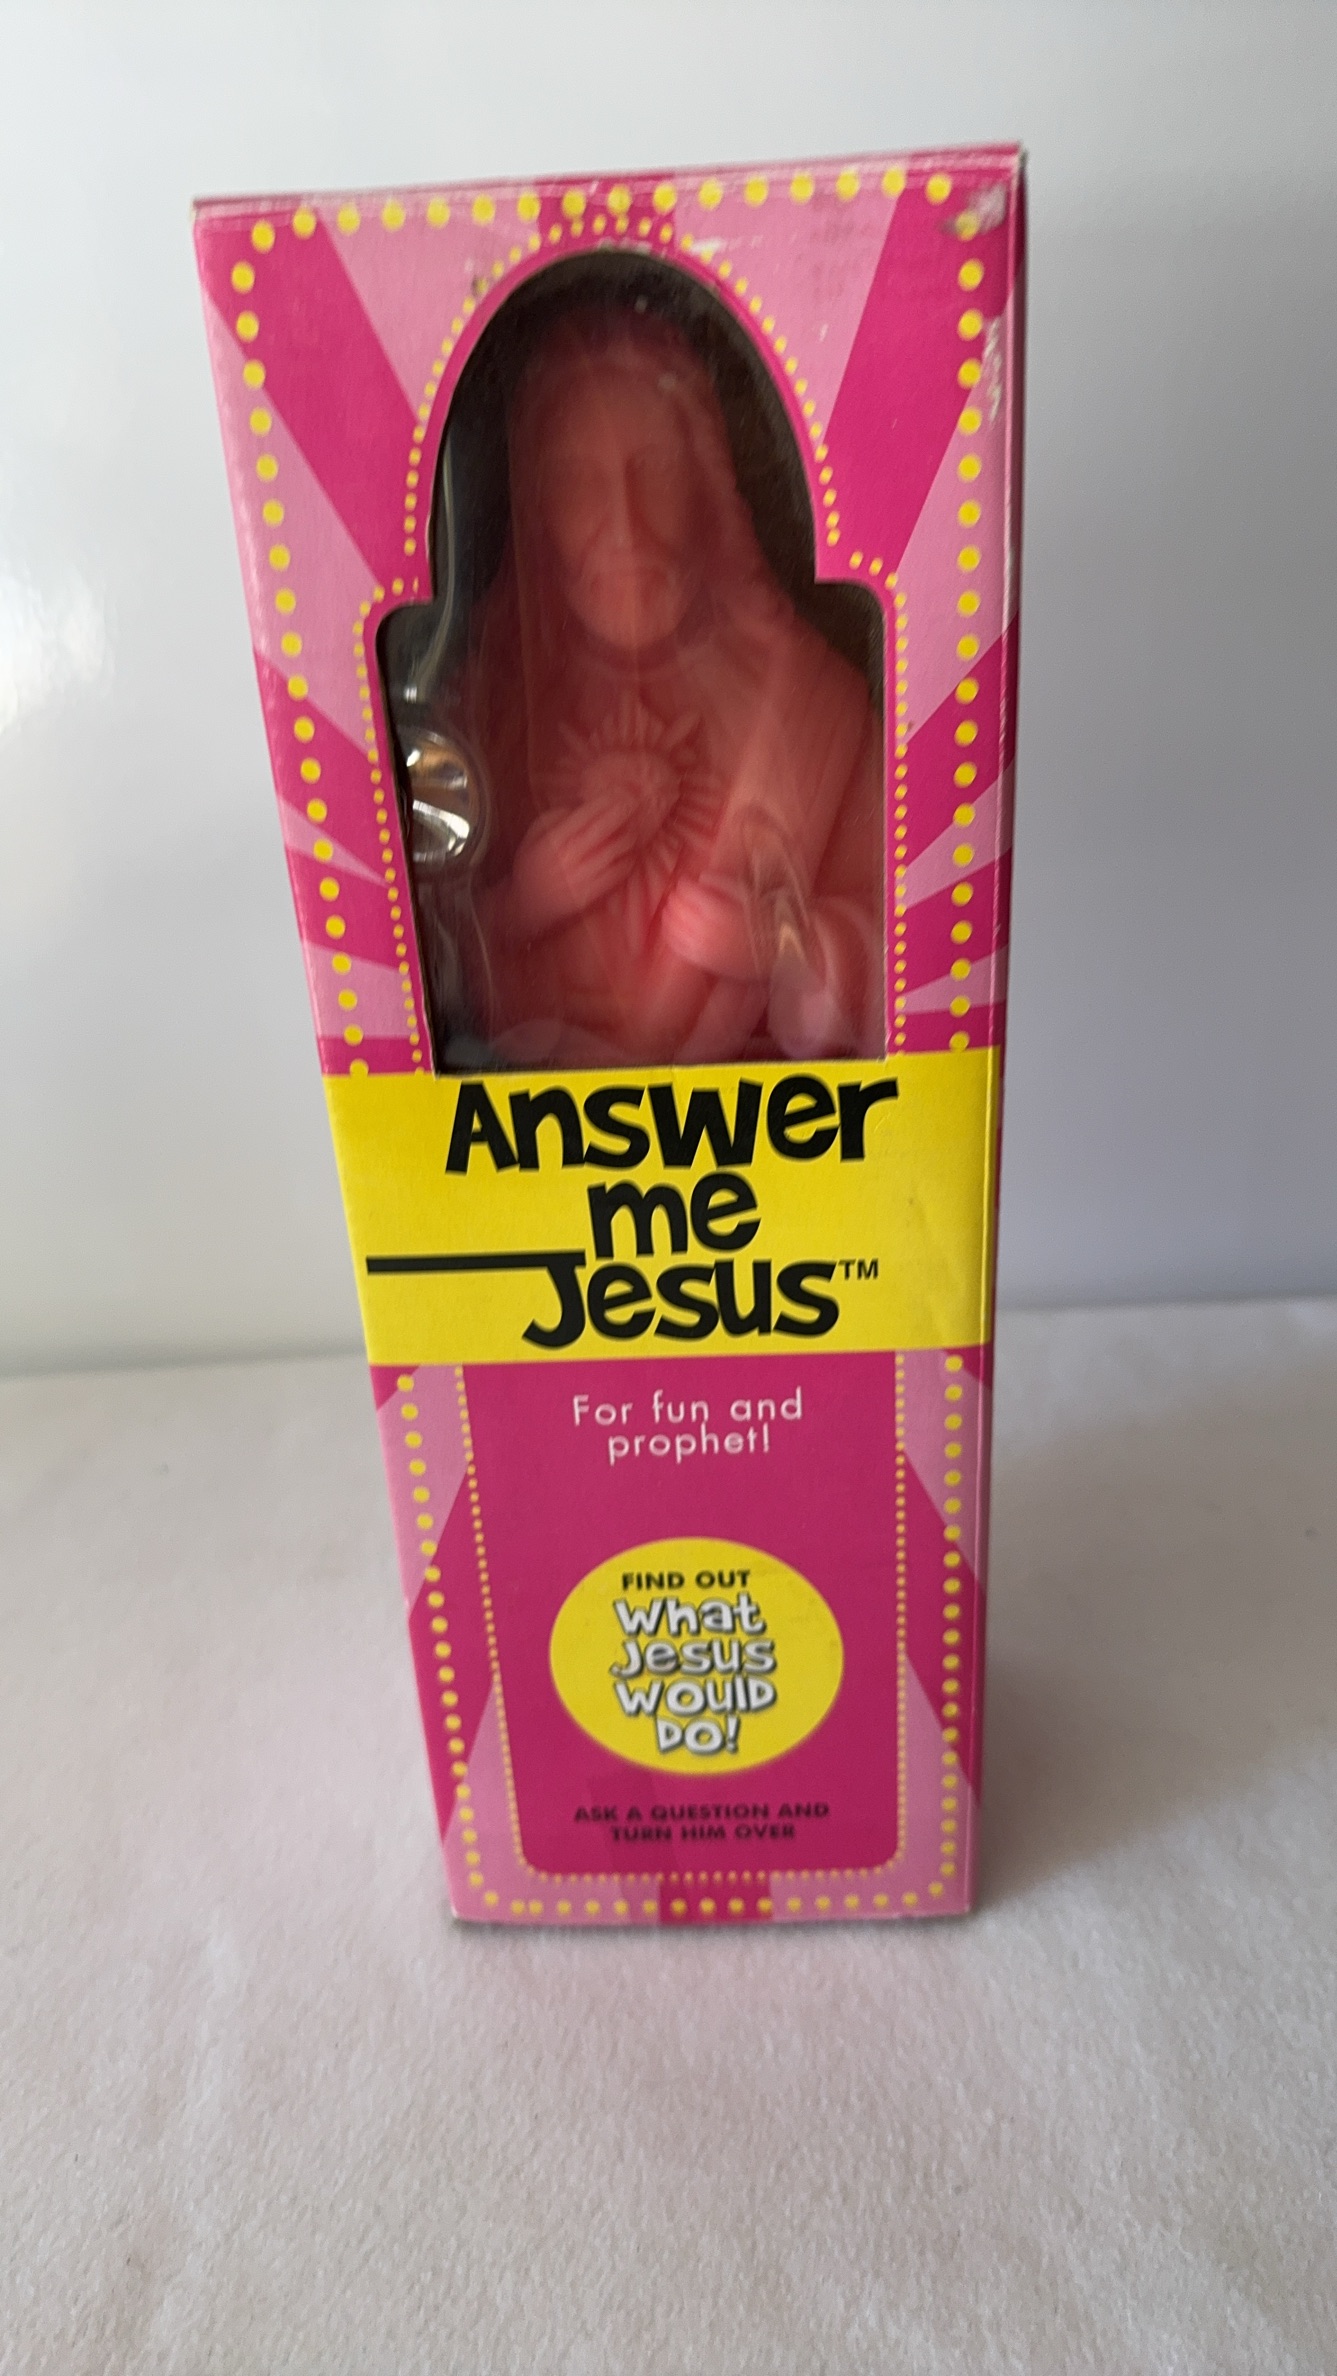 Answer
me
Jesus™
For fun and
prophet!
FIND OUT
What
Jesus
WOULD
DO!
ASK A QUESTION AND
TURN HIM OVER